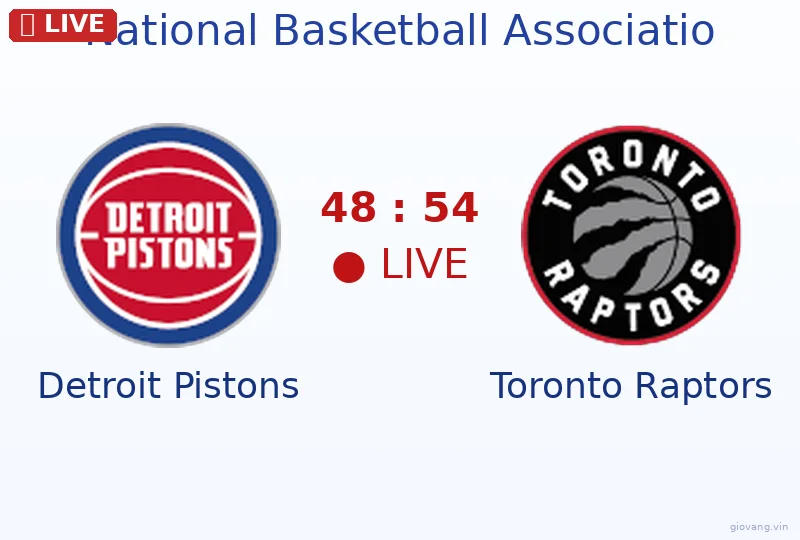 LIVE
National Basketball Associatio
DETROIT
PISTONS
48 : 54
● LIVE
TORONTO
RAPTORS
Detroit Pistons
Toronto Raptors
giovang.vin